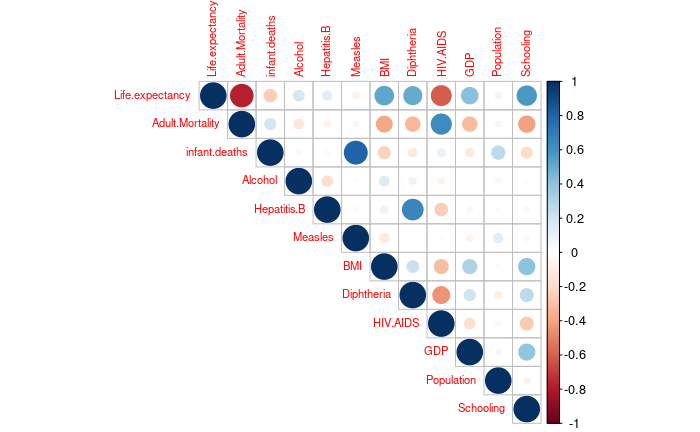 Life.expectancy
Adult.Mortality
infant.deaths
Alcohol
Hepatitis.B
Measles
BMI
Diphtheria
HIV.AIDS
GDP
Population
Schooling
Life.expectancy
Adult.Mortality
infant.deaths
Alcohol
Hepatitis.B
Measles
BMI
Diphtheria
HIV.AIDS
GDP
Population
Schooling
1
0.8
0.6
0.4
0.2
0
-0.2
-0.4
-0.6
-0.8
-1